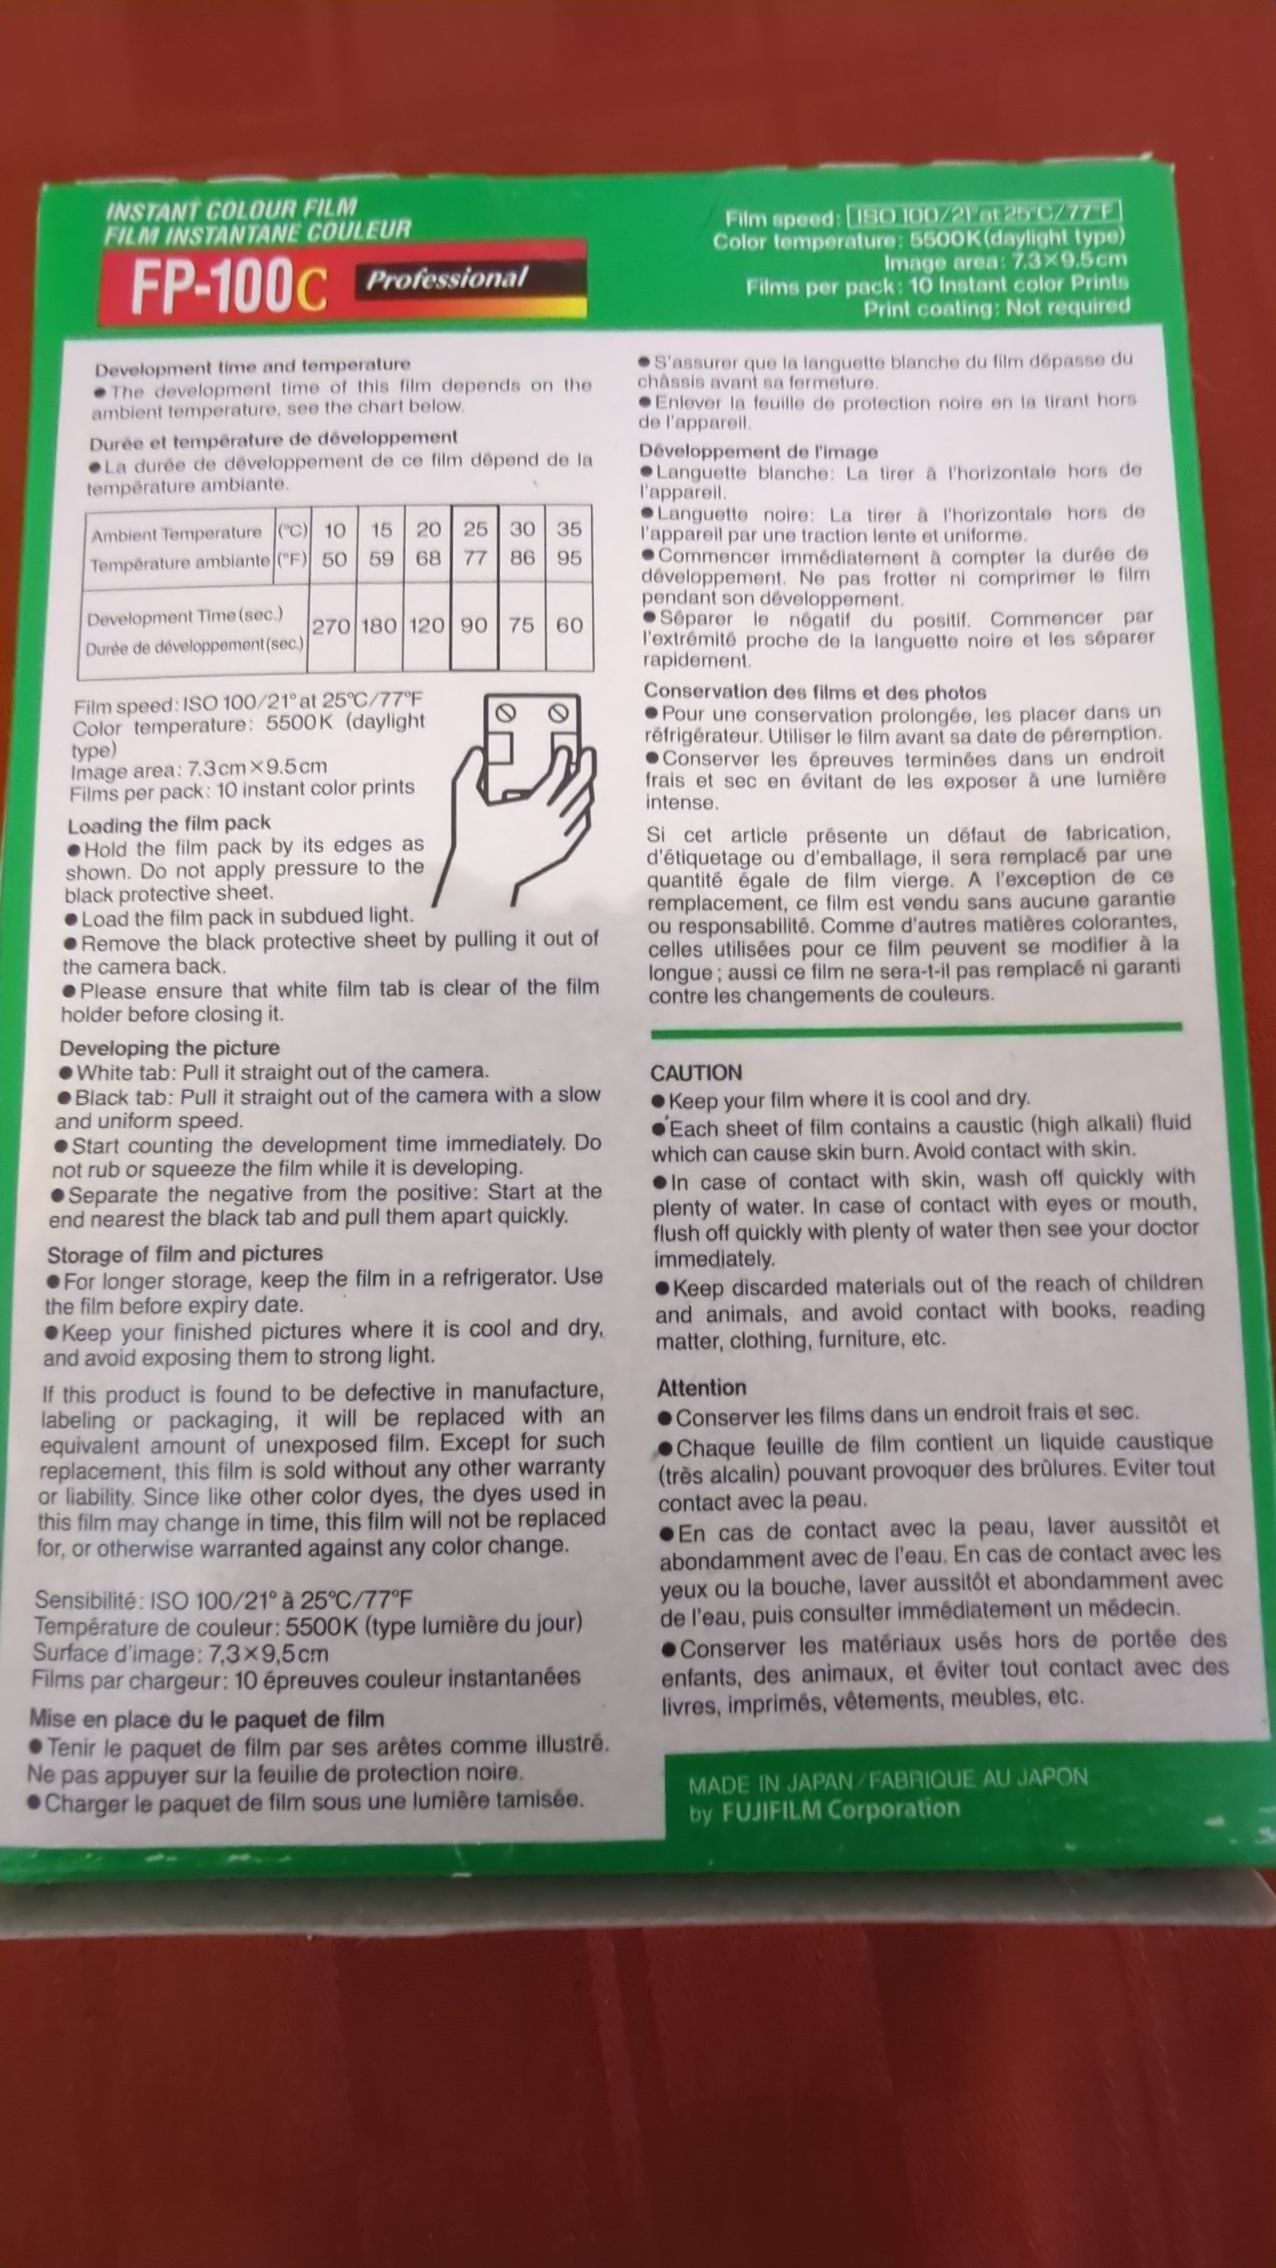 INSTANT COLOUR FILM
FILM INSTANTANE COULEUR
FP-100C Professional
Film speed: ISO 100/21° at 25°C/77°F
Color temperature: 5500K(daylight type)
Image area: 7.3×9.5cm
Films per pack: 10 Instant color Prints
Print coating: Not required
Development time and temperature
●The development time of this film depends on the
ambient temperature, see the chart below.
Durée et température de développement
●La durée de développement de ce film dépend de la
température ambiante.
Ambient Temperature (°C) 10 15 20 25 30 35
Température ambiante (°F) 50 59 68 77 86 95
Development Time (sec.)
270 180 120 90 75 60
Durée de développement (sec.)
Film speed: ISO 100/21° at 25°C/77°F
Color temperature: 5500K (daylight
type)
Image area: 7.3cm×9.5cm
Films per pack: 10 instant color prints
Loading the film pack
●Hold the film pack by its edges as
shown. Do not apply pressure to the
black protective sheet.
●Load the film pack in subdued light.
●Remove the black protective sheet by pulling it out of
the camera back.
●Please ensure that white film tab is clear of the film
holder before closing it.
Developing the picture
●White tab: Pull it straight out of the camera.
●Black tab: Pull it straight out of the camera with a slow
and uniform speed.
●Start counting the development time immediately. Do
not rub or squeeze the film while it is developing.
●Separate the negative from the positive: Start at the
end nearest the black tab and pull them apart quickly.
Storage of film and pictures
●For longer storage, keep the film in a refrigerator. Use
the film before expiry date.
●Keep your finished pictures where it is cool and dry,
and avoid exposing them to strong light.
If this product is found to be defective in manufacture,
labeling or packaging, it will be replaced with an
equivalent amount of unexposed film. Except for such
replacement, this film is sold without any other warranty
or liability. Since like other color dyes, the dyes used in
this film may change in time, this film will not be replaced
for, or otherwise warranted against any color change.
Sensibilité: ISO 100/21° à 25°C/77°F
Température de couleur: 5500K (type lumière du jour)
Surface d'image: 7,3×9,5cm
Films par chargeur: 10 épreuves couleur instantanées
Mise en place du le paquet de film
●Tenir le paquet de film par ses arêtes comme illustré.
Ne pas appuyer sur la feuille de protection noire.
●Charger le paquet de film sous une lumière tamisée.
●S'assurer que la languette blanche du film dépasse du
châssis avant sa fermeture.
●Enlever la feuille de protection noire en la tirant hors
de l'appareil.
Développement de l'image
●Languette blanche: La tirer à l'horizontale hors de
l'appareil.
●Languette noire: La tirer à l'horizontale hors de
l'appareil par une traction lente et uniforme.
●Commencer immédiatement à compter la durée de
développement. Ne pas frotter ni comprimer le film
pendant son développement.
●Séparer le négatif du positif. Commencer par
l'extrémité proche de la languette noire et les séparer
rapidement.
Conservation des films et des photos
●Pour une conservation prolongée, les placer dans un
réfrigérateur. Utiliser le film avant sa date de péremption.
●Conserver les épreuves terminées dans un endroit
frais et sec en évitant de les exposer à une lumière
intense.
Si cet article présente un défaut de fabrication,
d'étiquetage ou d'emballage, il sera remplacé par une
quantité égale de film vierge. A l'exception de ce
remplacement, ce film est vendu sans aucune garantie
ou responsabilité. Comme d'autres matières colorantes,
celles utilisées pour ce film peuvent se modifier à la
longue; aussi ce film ne sera-t-il pas remplacé ni garanti
contre les changements de couleurs.
CAUTION
●Keep your film where it is cool and dry.
●Each sheet of film contains a caustic (high alkali) fluid
which can cause skin burn. Avoid contact with skin.
●In case of contact with skin, wash off quickly with
plenty of water. In case of contact with eyes or mouth,
flush off quickly with plenty of water then see your doctor
immediately.
●Keep discarded materials out of the reach of children
and animals, and avoid contact with books, reading
matter, clothing, furniture, etc.
Attention
●Conserver les films dans un endroit frais et sec.
●Chaque feuille de film contient un liquide caustique
(très alcalin) pouvant provoquer des brûlures. Eviter tout
contact avec la peau.
●En cas de contact avec la peau, laver aussitôt et
abondamment avec de l'eau. En cas de contact avec les
yeux ou la bouche, laver aussitôt et abondamment avec
de l'eau, puis consulter immédiatement un médecin.
●Conserver les matériaux usés hors de portée des
enfants, des animaux, et éviter tout contact avec des
livres, imprimés, vêtements, meubles, etc.
MADE IN JAPAN/FABRIQUE AU JAPON
by FUJIFILM Corporation